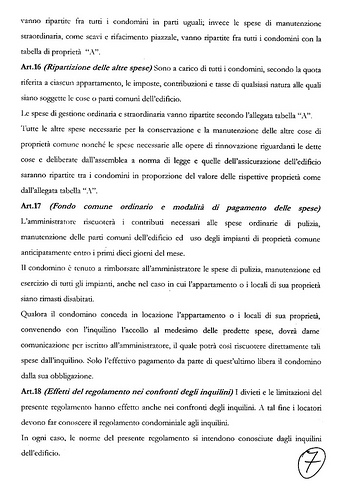 vanno ripartite fra tutti i condomini in parti uguali; invece le spese di manutenzione
straordinaria, come scavi e rifacimento piazzale, vanno ripartite fra tutti i condomini con la
tabella di proprietà "A".
Art.16 (Ripartizione delle altre spese) Sono a carico di tutti i condomini, secondo la quota
riferita a ciascun appartamento, le imposte, contribuzioni e tasse di qualsiasi natura alle quali
siano soggette le cose o parti comuni dell'edificio.
Le spese di gestione ordinaria e straordinaria vanno ripartite secondo l'allegata tabella "A".
Tutte le altre spese necessarie per la conservazione e la manutenzione delle altre cose di
proprietà comune nonché le spese necessarie alle opere di rinnovazione riguardanti le dette
cose e deliberate dall'assemblea a norma di legge e quelle dell'assicurazione dell'edificio
saranno ripartite tra i condomini in proporzione del valore delle rispettive proprietà come
dall'allegata tabella "A".
Art.17 (Fondo comune ordinario e modalità di pagamento delle spese)
L'amministratore riscuoterà i contributi necessari alle spese ordinarie di pulizia,
manutenzione delle parti comuni dell'edificio ed uso degli impianti di proprietà comune
anticipatamente entro i primi dieci giorni del mese.
Il condomino è tenuto a rimborsare all'amministratore le spese di pulizia, manutenzione ed
esercizio di tutti gli impianti, anche nel caso in cui l'appartamento o i locali di sua proprietà
siano rimasti disabitati.
Qualora il condomino conceda in locazione l'appartamento o i locali di sua proprietà,
convenendo con l'inquilino l'accollo al medesimo delle predette spese, dovrà darne
comunicazione per iscritto all'amministratore, il quale potrà così riscuotere direttamente tali
spese dall'inquilino. Solo l'effettivo pagamento da parte di quest'ultimo libera il condomino
dalla sua obbligazione.
Art.18 (Effetti del regolamento nei confronti degli inquilini) I divieti e le limitazioni del
presente regolamento hanno effetto anche nei confronti degli inquilini. A tal fine i locatori
devono far conoscere il regolamento condominiale agli inquilini.
In ogni caso, le norme del presente regolamento si intendono conosciute dagli inquilini
dell'edificio.
7